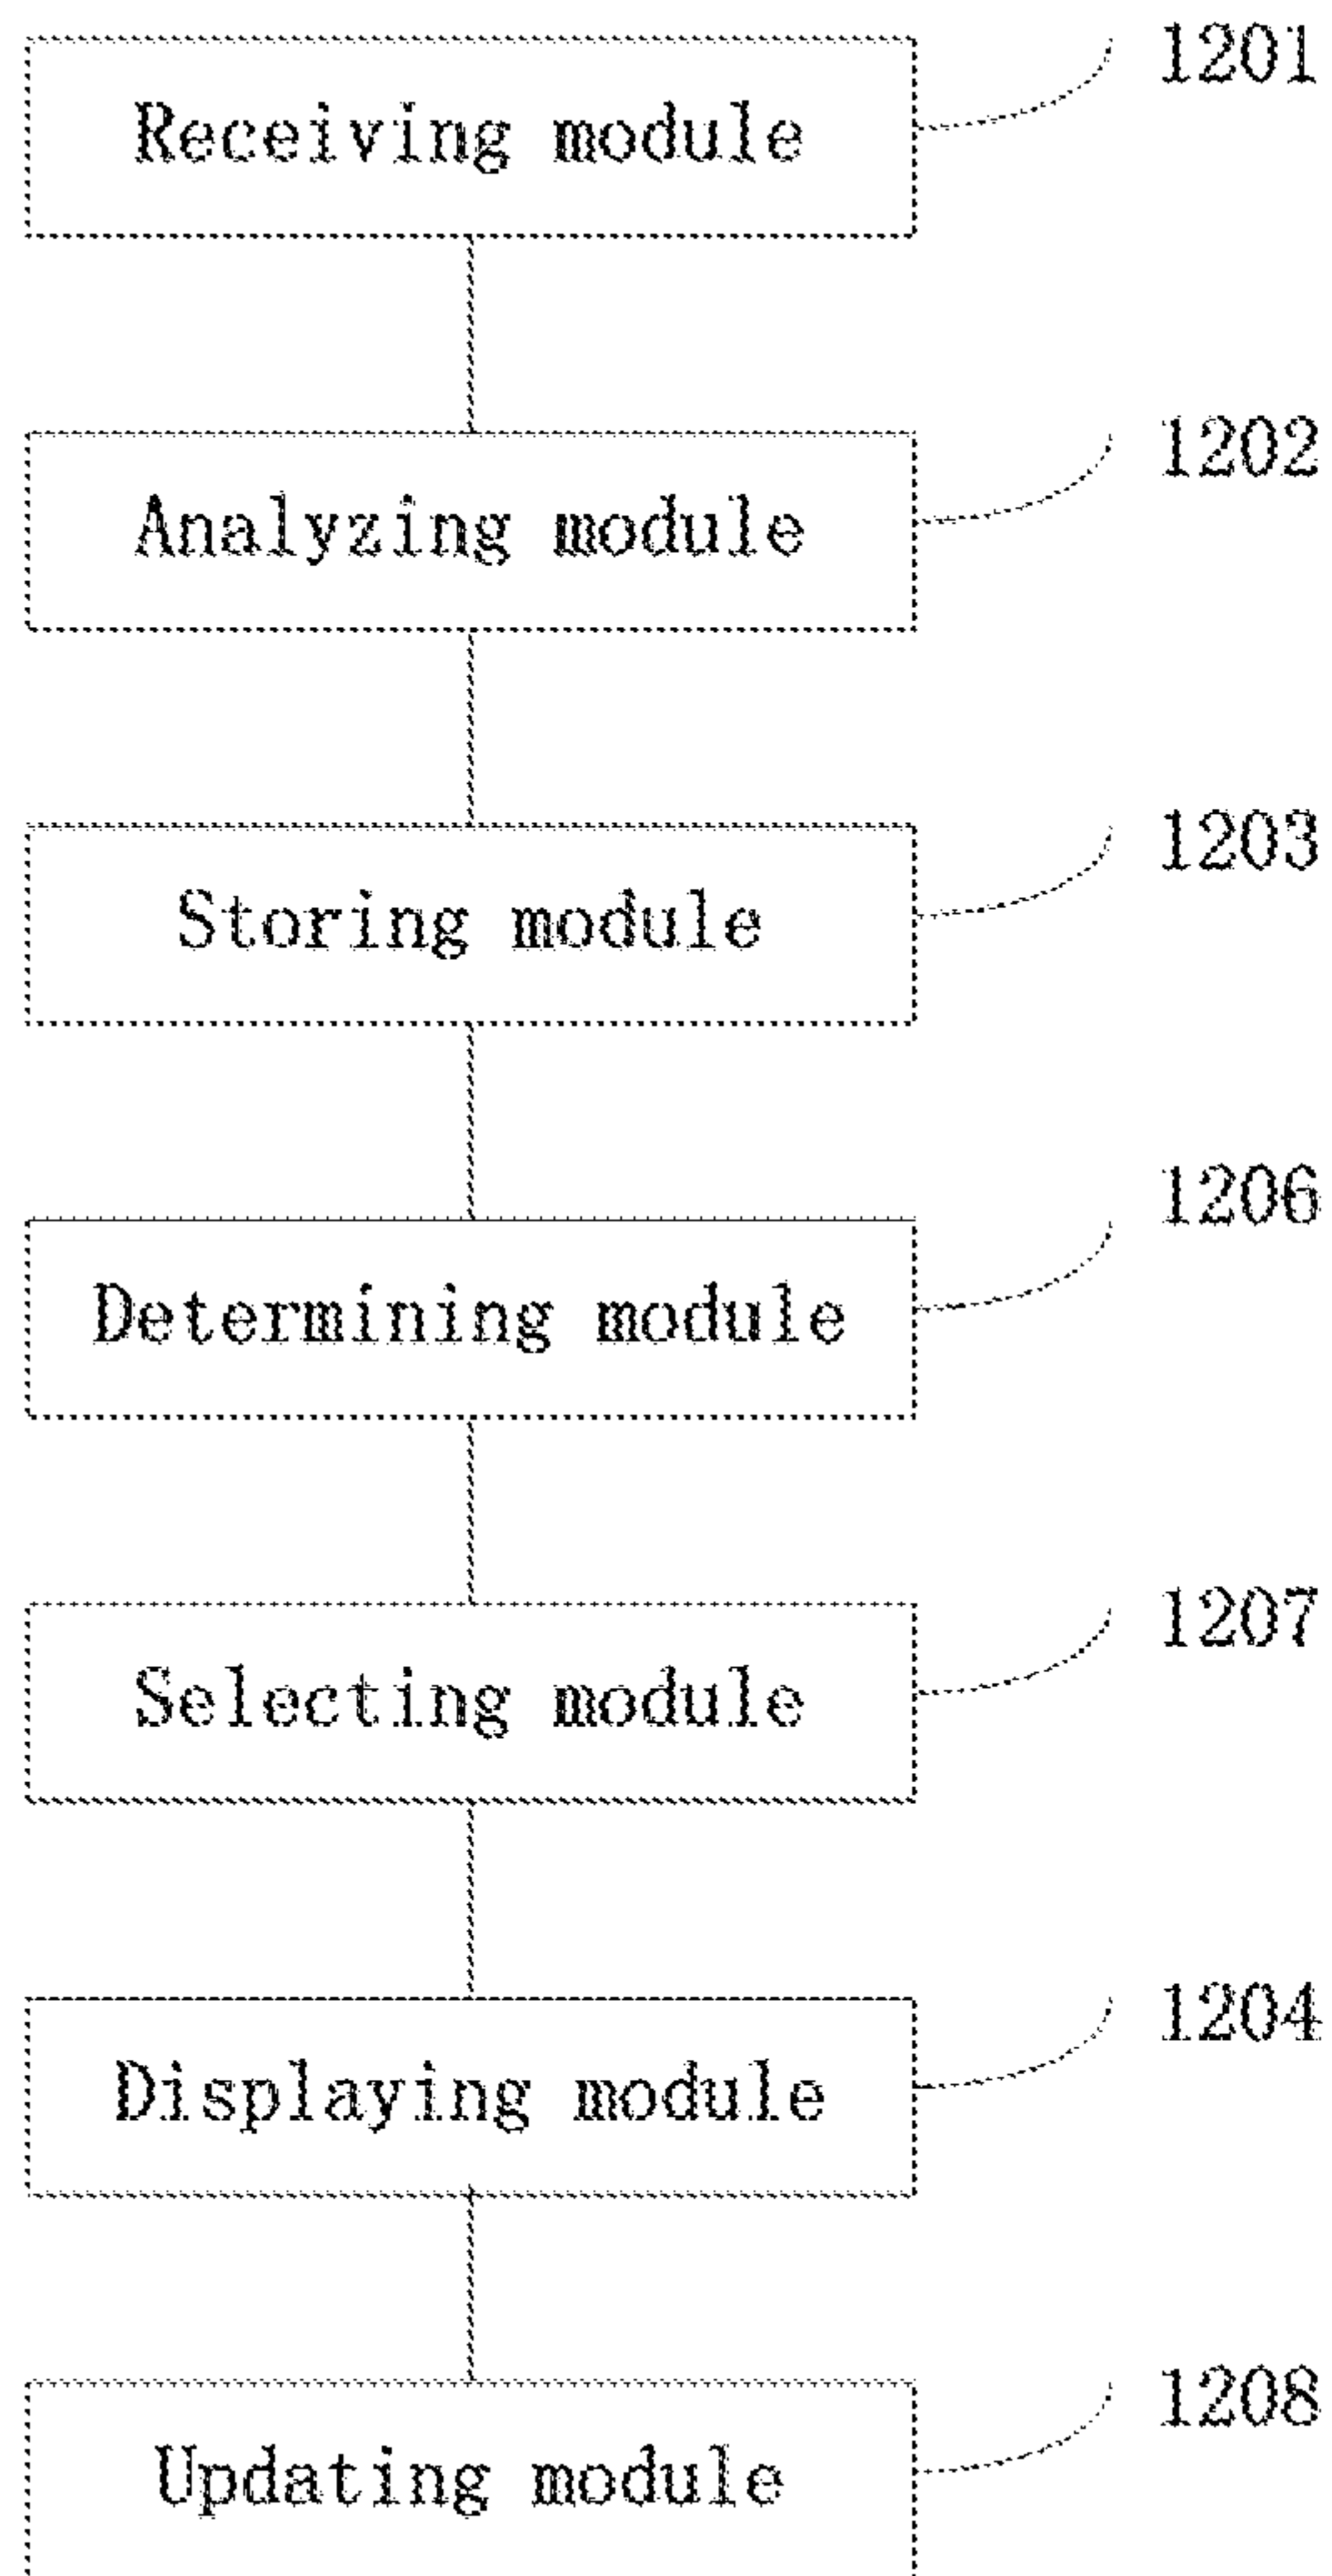 1201
Receiving module
1202
Analyzing module
1203
Storing module
1206
Determining module
1207
Selecting module
1204
Displaying module
1208
Updating module